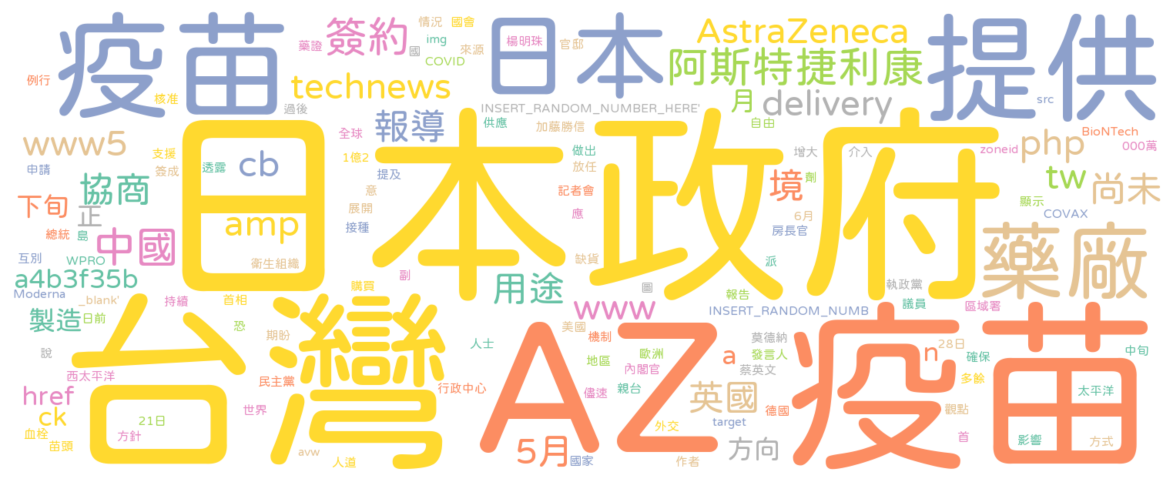 疫苗
藥證
簽約
情況
國會
國
img
來源
COVID
楊明珠
官邸
日本
AstraZeneca
阿斯特捷利康
提供
例行
核准
technews
過後
INSERT_RANDOM_NUMBER_HERE'
月
delivery
src
www5
支援
簽成
申請
透露
cb
報導
全球
1億2
提及
供應
加藤勝信
做出
放任
自由
增大
介入
劑
zoneid
php
BioNTech
000萬
tw
尚未
顯示
COVAX
協商
下旬
正
總統
島
中國
amp
日本政府
意
展開
接種
記者會
應
境
6月
房長官
互別
WPRO
a4b3f35b
衛生組織
副
用途
缺貨
圖
派
藥廠
執政黨
Moderna
_blank'
持續
首相
購買
www
報告
INSERT_RANDOM_NUMB
議員
區域署
製造
日前
恐
期盼
人士
美國
機制
莫德納
28日
確保
中旬
說
台灣
AZ疫苗
內閣官
歐洲
地區
發言人
a
n
西太平洋
民主黨
行政中心
儘速
親台
蔡英文
多餘
太平洋
href
ck
世界
英國
德國
觀點
血栓
苗頭
21日
方針
5月
國家
外交
target
方向
首
影響
方式
avw
人道
作者